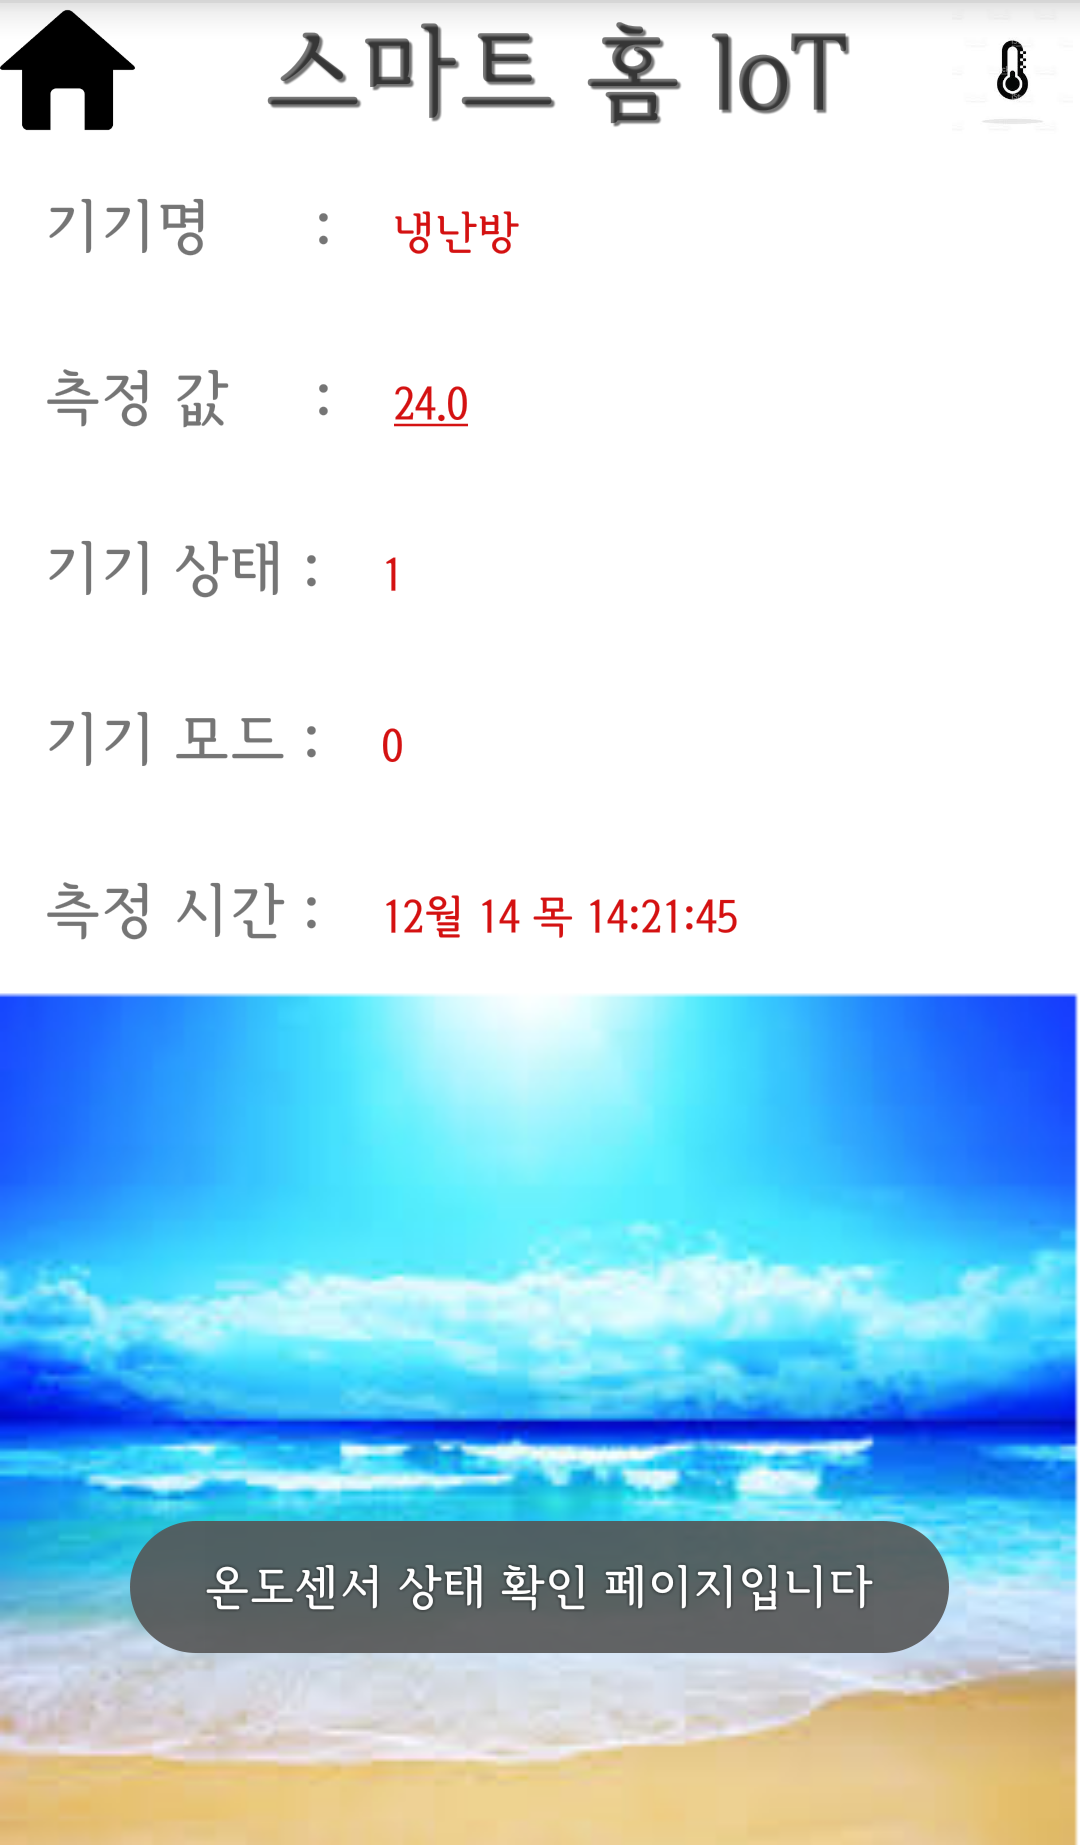 스마트 홈 IoT
기기명 : 냉난방
측정 값 : 24.0
기기 상태 : 1
기기 모드 : 0
측정 시간 : 12월 14 목 14:21:45
온도센서 상태 확인 페이지입니다